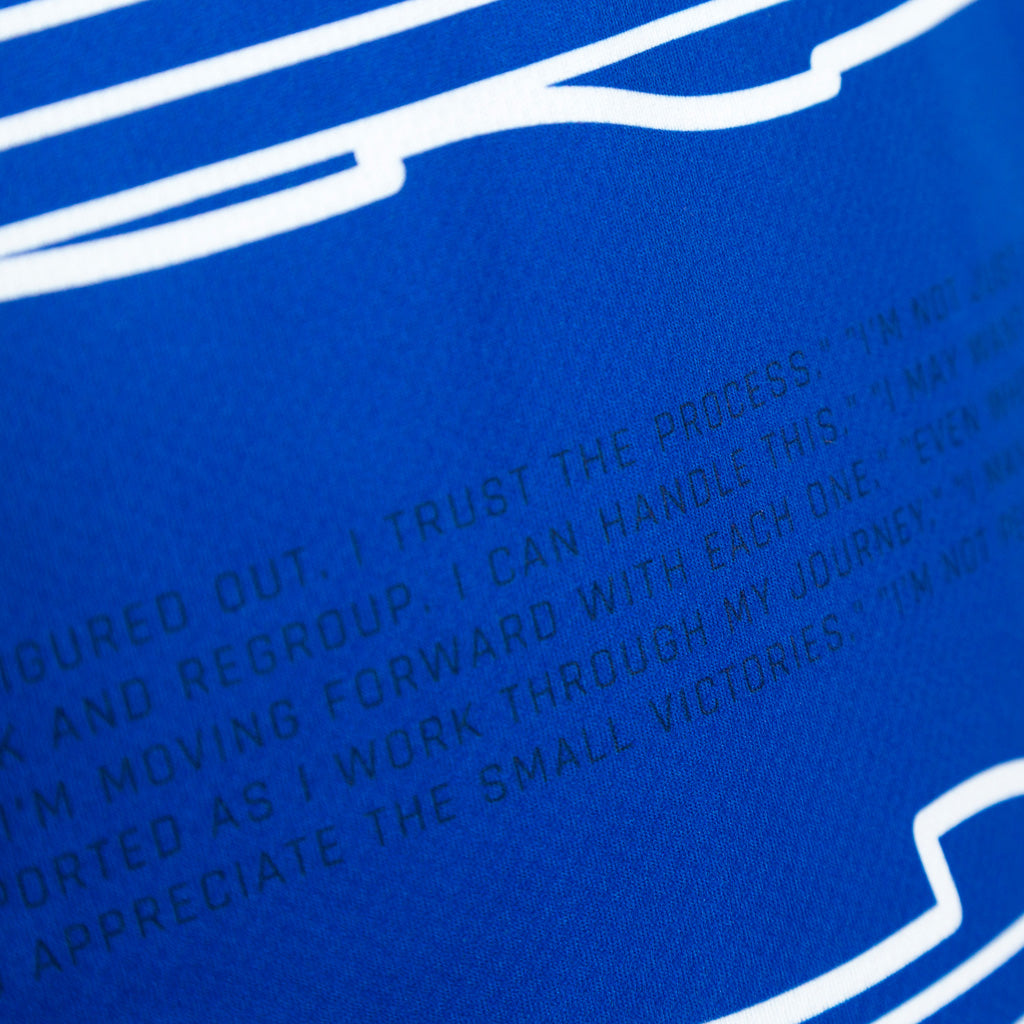 IGURED OUT. I TRUST THE PROCESS." "I'M NOT JUST
K AND REGROUP. I CAN HANDLE THIS." "I MAY
I'M MOVING FORWARD WITH EACH ONE." "EVEN
PORTED AS I WORK THROUGH MY JOURNEY." "I
APPRECIATE THE SMALL VICTORIES." "I'M NOT